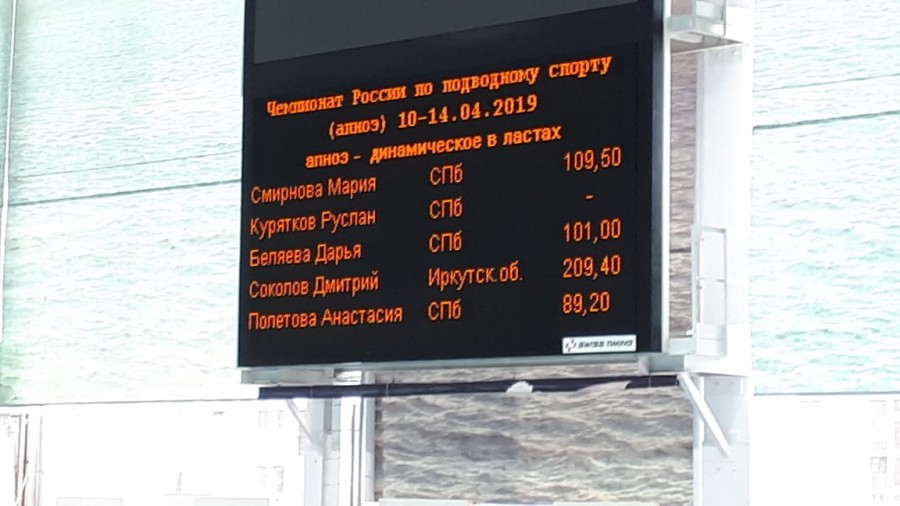 Чемпионат России по подводному спорту
(апноэ) 10-14.04.2019
апноэ - динамическое в ластах
Смирнова Мария СПб 109,50
Курятков Руслан СПб -
Беляева Дарья СПб 101,00
Соколов Дмитрий Иркутск.об. 209,40
Полетова Анастасия СПб 89,20
SWISS TIMING